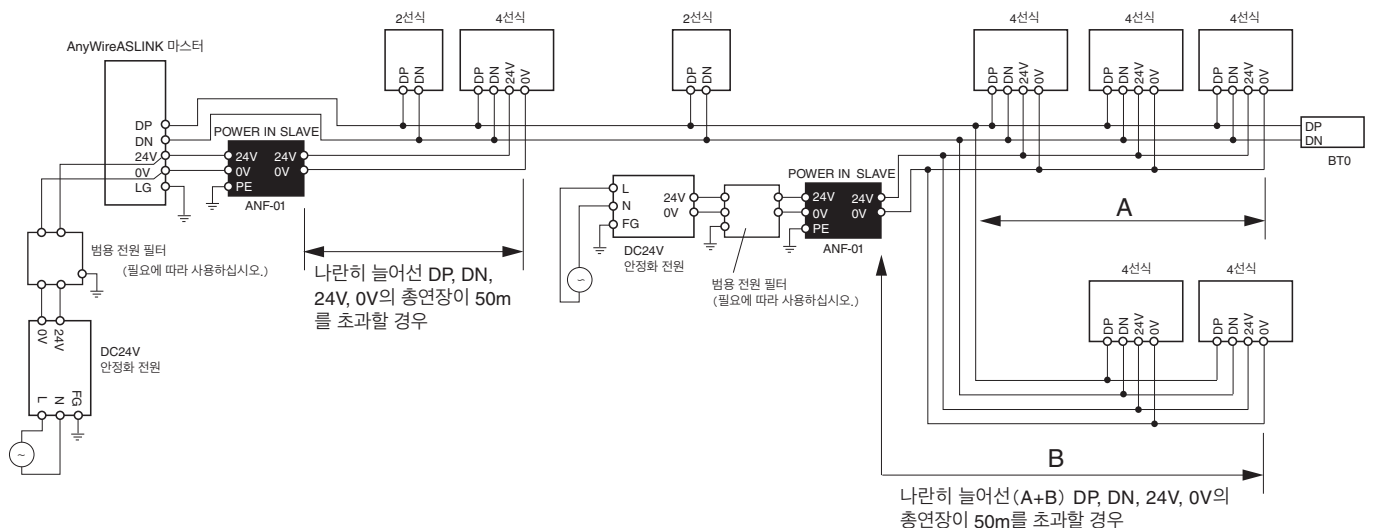 2선식
4선식
2선식
4선식
4선식
4선식
AnyWireASLINK 마스터
DP
DN
DP
DN
24V
0V
DP
DN
DP
DN
24V
0V
DP
DN
24V
0V
DP
DN
24V
0V
DP
DN
24V
0V
LG
POWER IN SLAVE
24V
0V
PE
24V
0V
ANF-01
DP
DN
BT0
L
N
FG
24V
0V
DC24V
안정화 전원
POWER IN SLAVE
24V
0V
PE
24V
0V
ANF-01
A
범용 전원 필터
(필요에 따라 사용하십시오.)
나란히 늘어선 DP, DN,
24V, 0V의 총연장이 50m
를 초과할 경우
범용 전원 필터
(필요에 따라 사용하십시오.)
4선식
4선식
DP
DN
24V
0V
DP
DN
24V
0V
0V
24V
L
N
FG
DC24V
안정화 전원
B
나란히 늘어선(A+B) DP, DN, 24V, 0V의
총연장이 50m를 초과할 경우